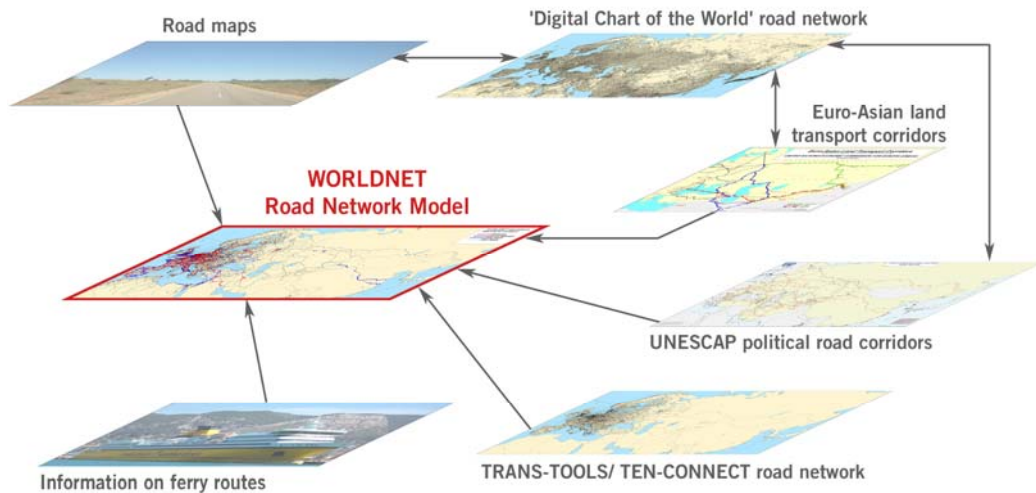 Road maps
'Digital Chart of the World' road network
Euro-Asian land
transport corridors
WORLDNET
Road Network Model
UNESCAP political road corridors
TRANS-TOOLS/ TEN-CONNECT road network
Information on ferry routes